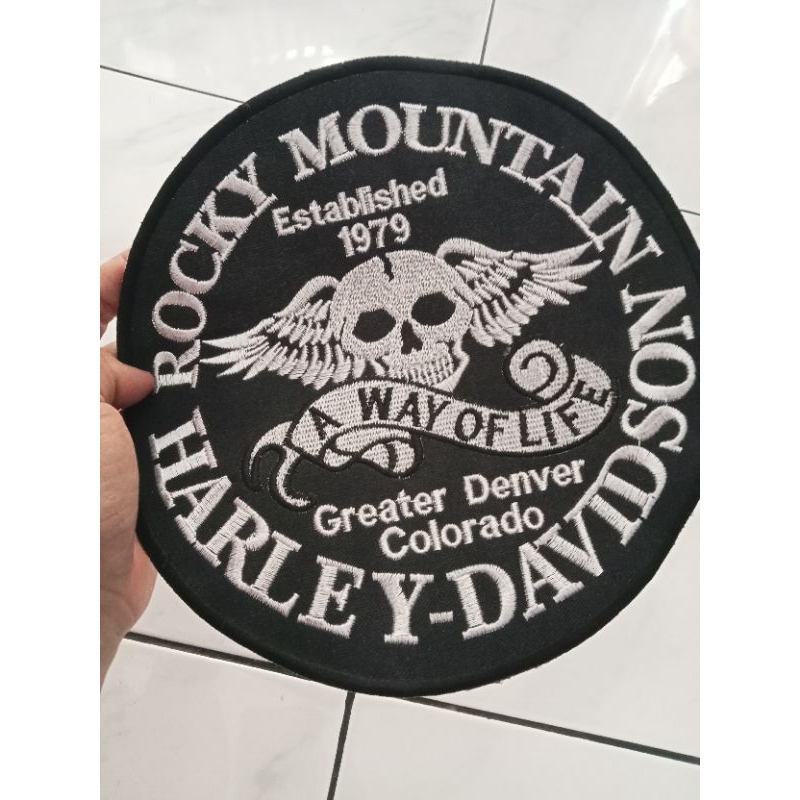 ROCKY MOUNTAIN
Established
1979
A WAY OF LIFE
Greater Denver
Colorado
HARLEY-DAVIDSON